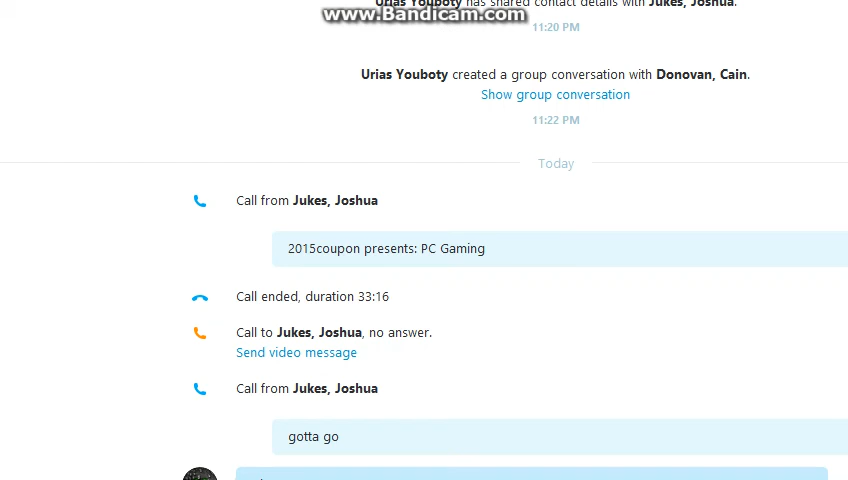 www.Bandicam.com
Urias Youboty has shared contact details with Jukes, Joshua.
11:20 PM
Urias Youboty created a group conversation with Donovan, Cain.
Show group conversation
11:22 PM
Today
Call from Jukes, Joshua
2015coupon presents: PC Gaming
Call ended, duration 33:16
Call to Jukes, Joshua, no answer.
Send video message
Call from Jukes, Joshua
gotta go